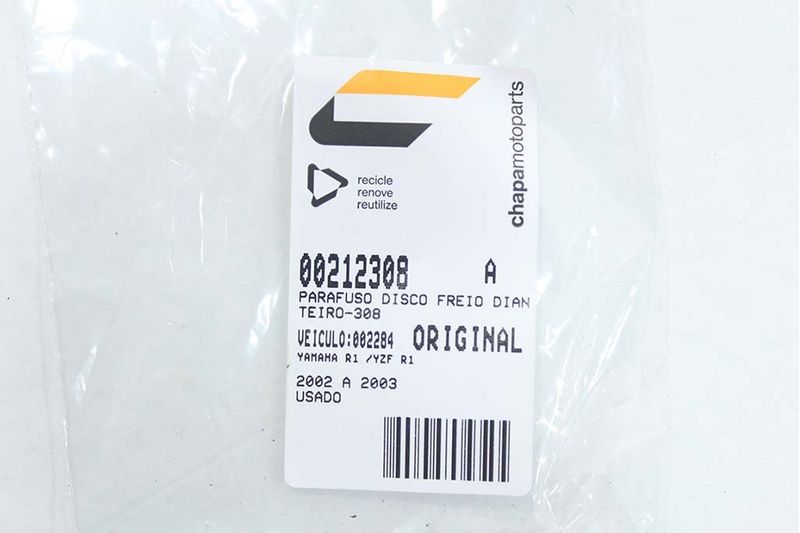 chapamotoparts
recicle
renove
reutilize
00212308 A
PARAFUSO DISCO FREIO DIAN
TEIRO-308
VEICULO:002284 ORIGINAL
YAMAHA R1 /YZF R1
2002 A 2003
USADO